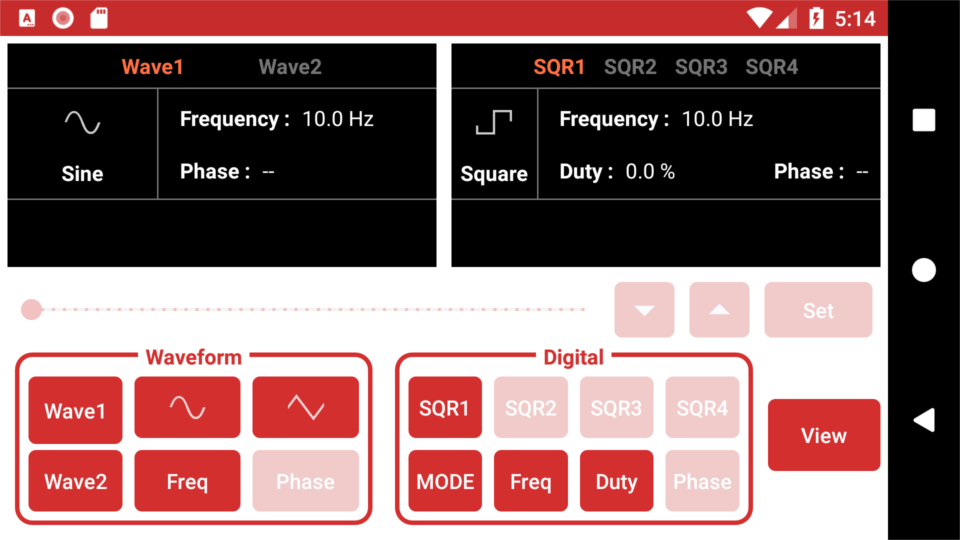 A 5:14
Wave1 Wave2
Sine
Frequency : 10.0 Hz
Phase : --
SQR1 SQR2 SQR3 SQR4
Square
Frequency : 10.0 Hz
Duty : 0.0 % Phase : --
Set
Waveform
Wave1
Wave2 Freq Phase
Digital
SQR1 SQR2 SQR3 SQR4
MODE Freq Duty Phase
View